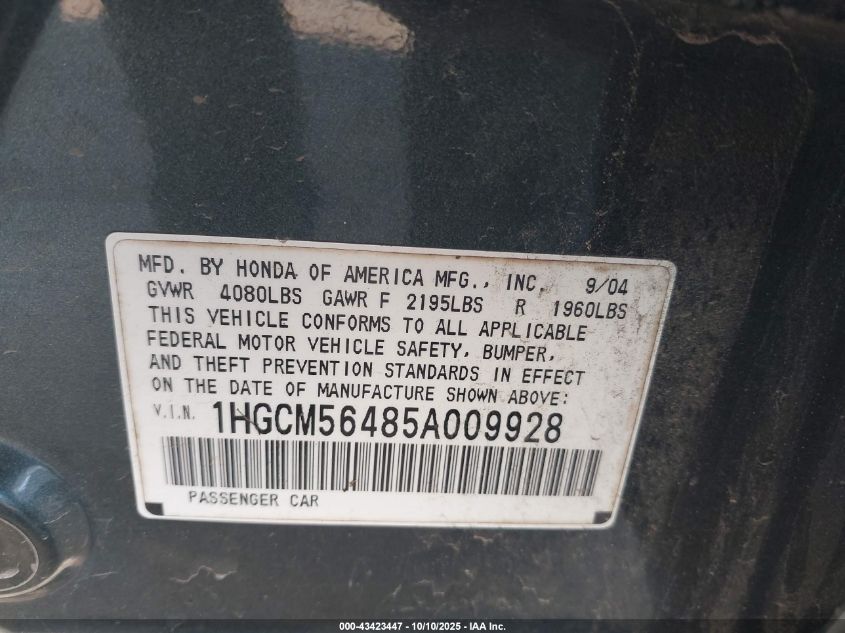 MFD. BY HONDA OF AMERICA MFG., INC. 9/04
GVWR 4080LBS GAWR F 2195LBS R 1960LBS
THIS VEHICLE CONFORMS TO ALL APPLICABLE
FEDERAL MOTOR VEHICLE SAFETY, BUMPER,
AND THEFT PREVENTION STANDARDS IN EFFECT
ON THE DATE OF MANUFACTURE SHOWN ABOVE:
V.I.N. 1HGCM56485A009928
PASSENGER CAR
000-43423447 - 10/10/2025 - IAA Inc.